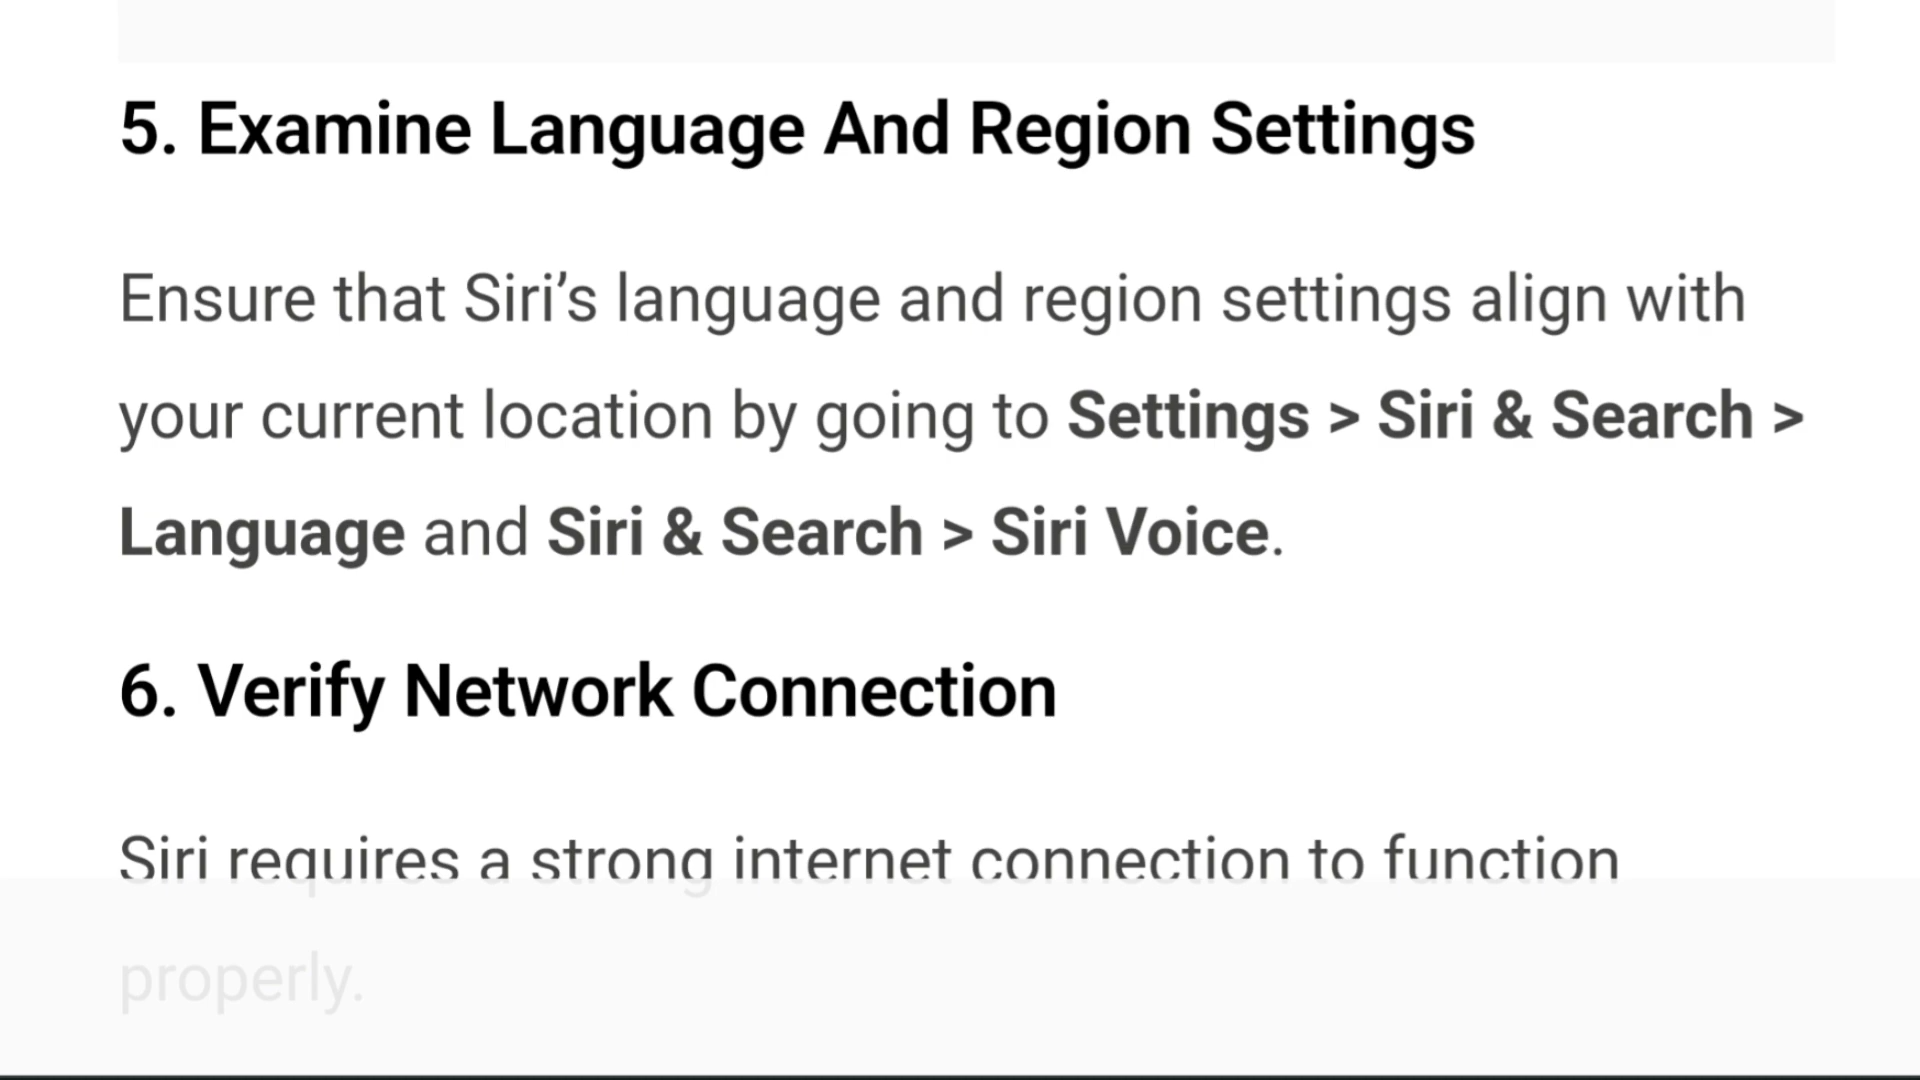 5. Examine Language And Region Settings
Ensure that Siri’s language and region settings align with
your current location by going to Settings > Siri & Search >
Language and Siri & Search > Siri Voice.
6. Verify Network Connection
Siri requires a strong internet connection to function
properly.